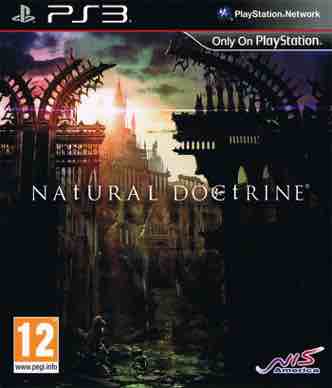 PS3
PlayStation®Network
Only On PlayStation®
NATURAL DOCTRINE®
12
www.pegi.info
NIS
America